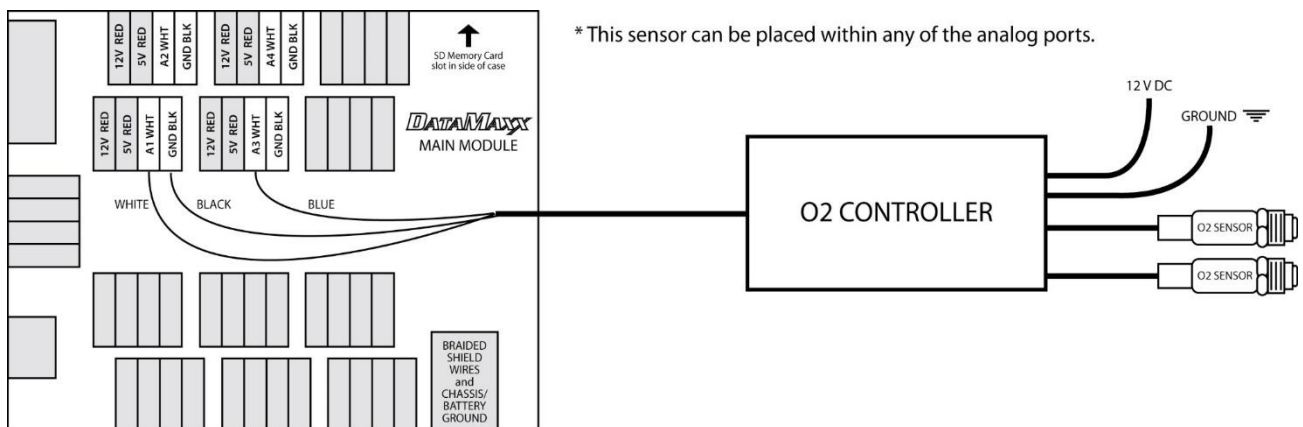 12V RED
5V RED
A2 WHT
GND BLK
12V RED
5V RED
A4 WHT
GND BLK
SD Memory Card
slot in side of case
* This sensor can be placed within any of the analog ports.
12V RED
5V RED
A1 WHT
GND BLK
12V RED
5V RED
A3 WHT
GND BLK
DATAMAXX
MAIN MODULE
12 V DC
GROUND
WHITE
BLACK
BLUE
O2 CONTROLLER
O2 SENSOR
O2 SENSOR
BRAIDED
SHIELD
WIRES
and
CHASSIS/
BATTERY
GROUND